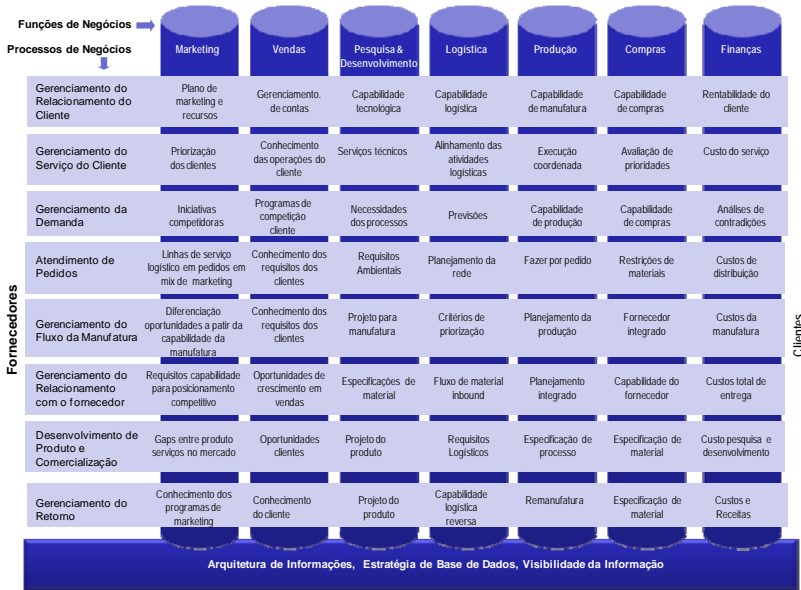 Funções de Negócios
Processos de Negócios
Marketing
Vendas
Pesquisa &
Desenvolvimento
Logística
Produção
Compras
Finanças
Gerenciamento do
Relacionamento do
Cliente
Plano de
marketing e
recursos
Gerenciamento.
de contas
Capabilidade
tecnológica
Capabilidade
logística
Capabilidade
de manufatura
Capabilidade
de compras
Rentabilidade do
cliente
Gerenciamento do
Serviço do Cliente
Priorização
dos clientes
Conhecimento
das operações do
cliente
Serviços técnicos
Alinhamento das
atividades
logísticas
Execução
coordenada
Avaliação de
prioridades
Custo do serviço
Gerenciamento da
Demanda
Iniciativas
competidoras
Programas de
competição
cliente
Necessidades
dos processos
Previsões
Capabilidade
de produção
Capabilidade
de compras
Análises de
contradições
Atendimento de
Pedidos
Linhas de serviço
logístico em pedidos em
mix de marketing
Conhecimento dos
requisitos dos
clientes
Requisitos
Ambientais
Planejamento da
rede
Fazer por pedido
Restrições de
materiais
Custos de
distribuição
Gerenciamento do
Fluxo da Manufatura
Diferenciação
oportunidades a patir da
capabilidade da
manufatura
Conhecimento dos
requisitos dos
clientes
Projeto para
manufatura
Critérios de
priorização
Planejamento da
produção
Fornecedor
integrado
Custos da
manufatura
Gerenciamento do
Relacionamento
com o fornecedor
Requisitos capabilidade
para posicionamento
competitivo
Oportunidades de
crescimento em
vendas
Especificações de
material
Fluxo de material
inbound
Planejamento
integrado
Capabilidade do
fornecedor
Custos total de
entrega
Desenvolvimento de
Produto e
Comercialização
Gaps entre produto
serviços no mercado
Oportunidades
clientes
Projeto do
produto
Requisitos
Logísticos
Especificação de
processo
Especificação de
material
Custo pesquisa e
desenvolvimento
Gerenciamento do
Retorno
Conhecimento dos
programas de
marketing
Conhecimento
do cliente
Projeto do
produto
Capabilidade
logística
reversa
Remanufatura
Especificação de
material
Custos e
Receitas
Fornecedores
Clientes
Arquitetura de Informações, Estratégia de Base de Dados, Visibilidade da Informação